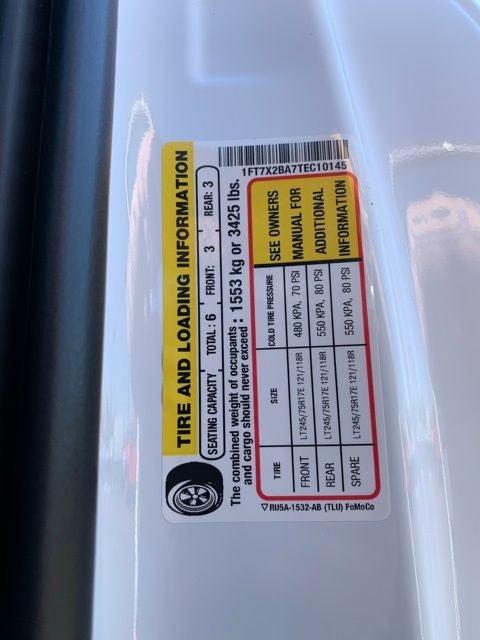 TIRE AND LOADING INFORMATION
SEATING CAPACITY TOTAL : 6 FRONT: 3 REAR: 3
The combined weight of occupants
and cargo should never exceed : 1553 kg or 3425 lbs.
TIRE SIZE COLD TIRE PRESSURE
FRONT LT245/75R17E 121/118R 480 KPA, 70 PSI
REAR LT245/75R17E 121/118R 550 KPA, 80 PSI
SPARE LT245/75R17E 121/118R 550 KPA, 80 PSI
SEE OWNERS
MANUAL FOR
ADDITIONAL
INFORMATION
1FT7X2BA7TEC10145
RU5A-1532-AB (TLU) FoMoCo